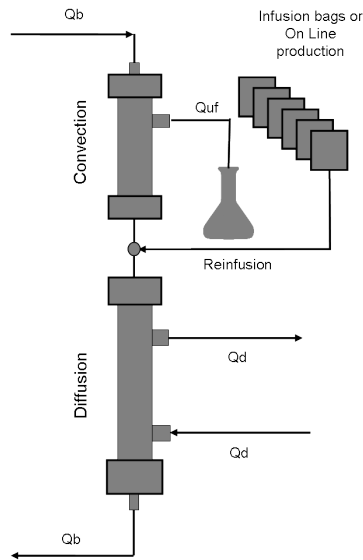 Qb
Infusion bags or
On Line
production
Convection
Quf
Reinfusion
Diffusion
Qd
Qd
Qb